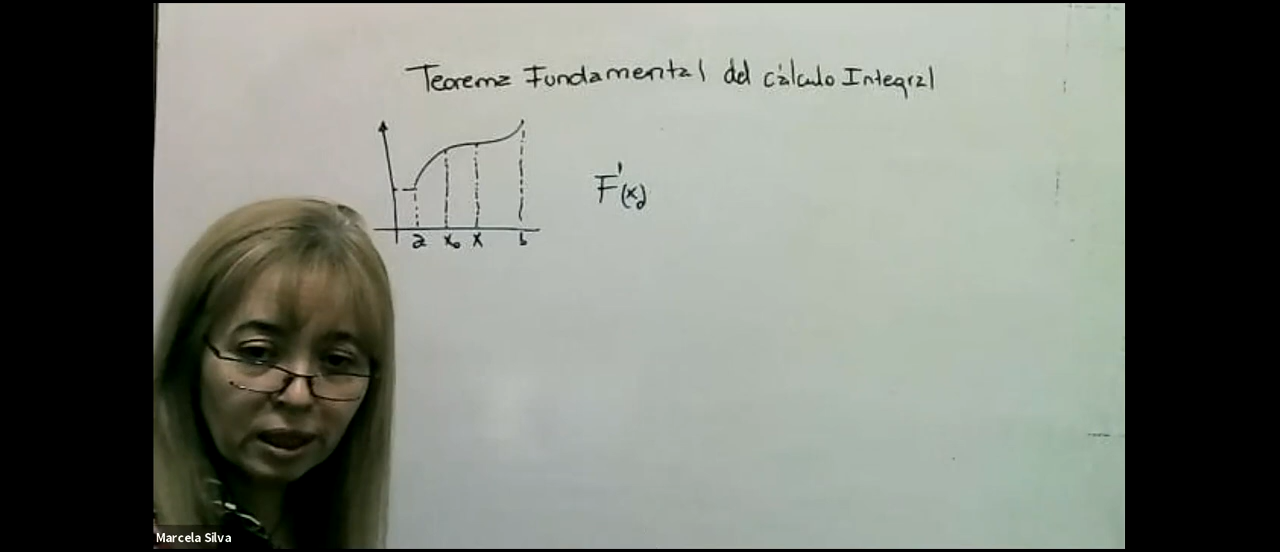 Teorema Fundamental del cálculo Integral
F'(x)
a x₀ x b
Marcela Silva